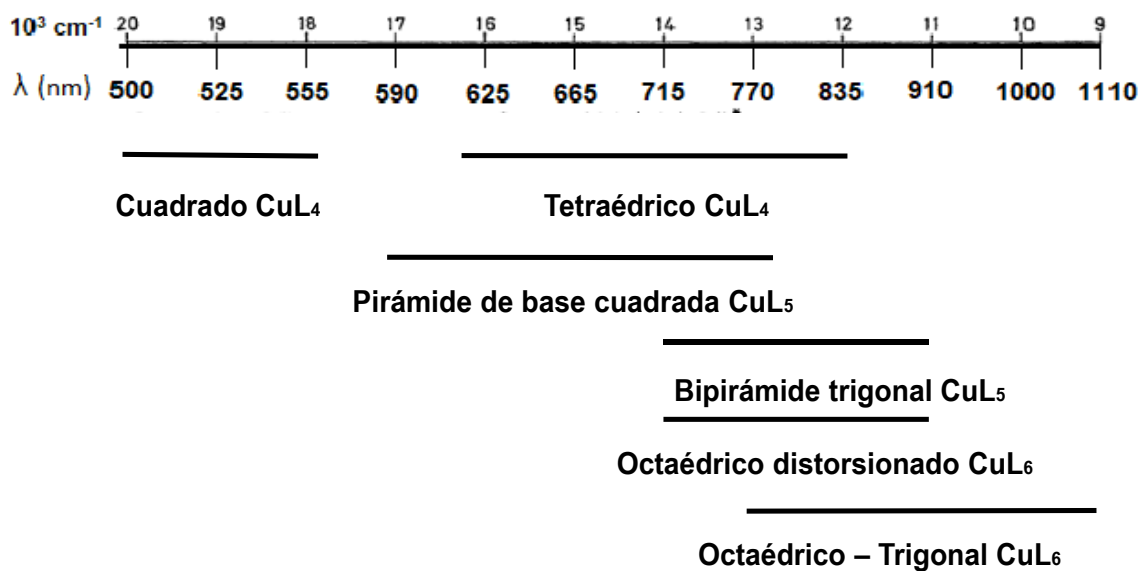 10³ cm⁻¹ 20 19 18 17 16 15 14 13 12 11 10 9
λ (nm) 500 525 555 590 625 665 715 770 835 910 1000 1110
Cuadrado CuL₄ Tetraédrico CuL₄
Pirámide de base cuadrada CuL₅
Bipirámide trigonal CuL₅
Octaédrico distorsionado CuL₆
Octaédrico – Trigonal CuL₆